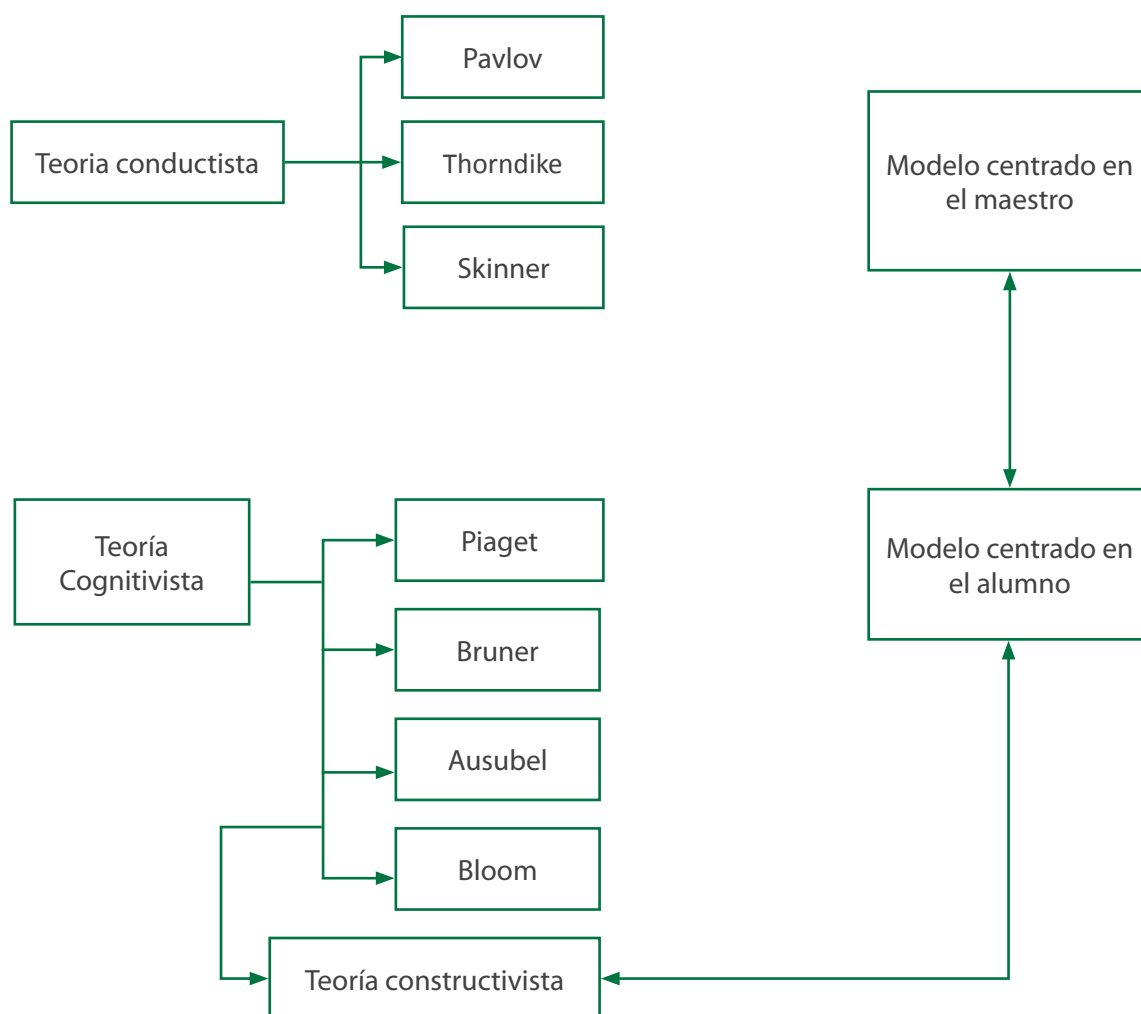 Pavlov
Teoria conductista
Thorndike
Skinner
Modelo centrado en
el maestro
Teoría
Cognitivista
Piaget
Bruner
Ausubel
Bloom
Teoría constructivista
Modelo centrado en
el alumno